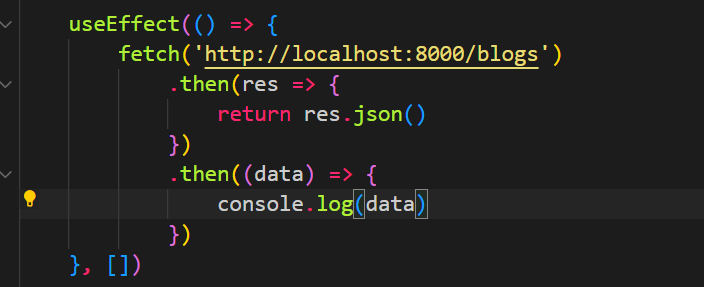 useEffect(() => {
    fetch('http://localhost:8000/blogs')
        .then(res => {
            return res.json()
        })
        .then((data) => {
            console.log(data)
        })
}, [])